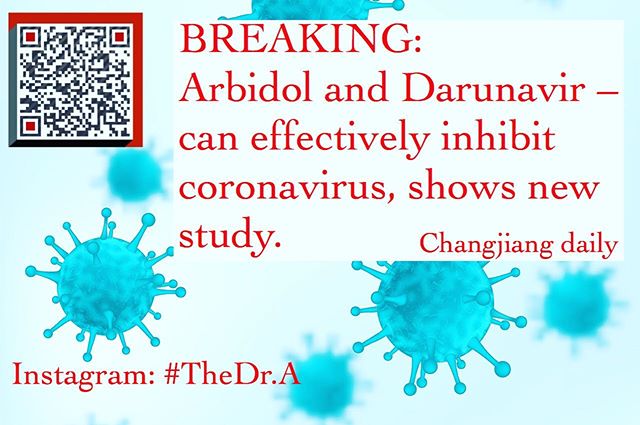 BREAKING:
Arbidol and Darunavir –
can effectively inhibit
coronavirus, shows new
study.
Changjiang daily
Instagram: #TheDr.A